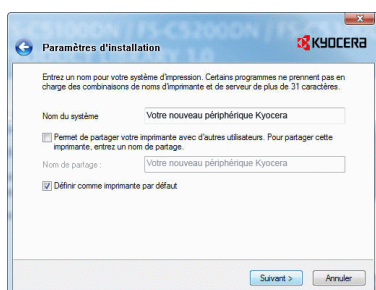 Paramètres d'installation
KYOCERA
Entrez un nom pour votre système d'impression. Certains programmes ne prennent pas en
charge des combinaisons de noms d'imprimante et de serveur de plus de 31 caractères.
Nom du système
Votre nouveau périphérique Kyocera
Permet de partager votre imprimante avec d'autres utilisateurs. Pour partager cette
imprimante, entrez un nom de partage.
Nom de partage :
Votre nouveau périphérique Kyocera
Définir comme imprimante par défaut
Suivant >
Annuler